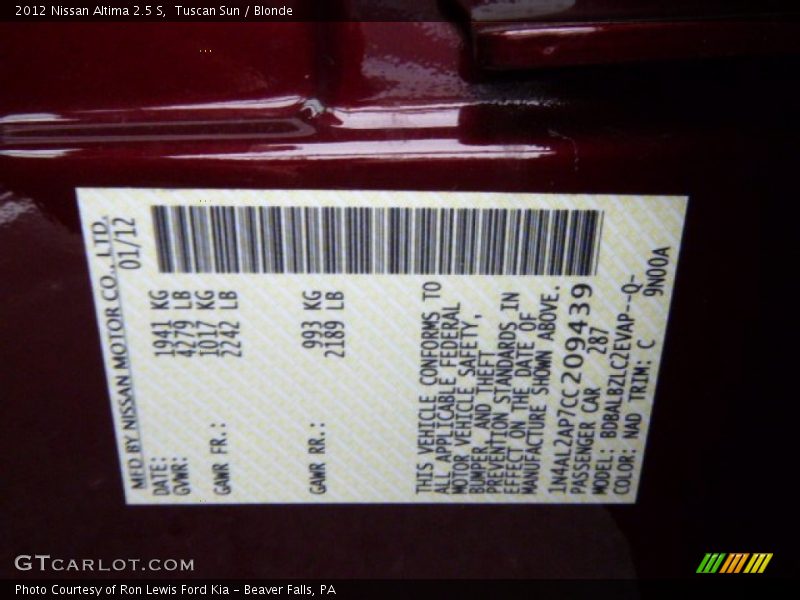 2012 Nissan Altima 2.5 S,  Tuscan Sun / Blonde
MFD BY NISSAN MOTOR CO., LTD.
DATE: 01/12
GVWR: 1941 KG
4279 LB
GAWR FR.: 1017 KG
2242 LB
GAWR RR.: 993 KG
2189 LB
THIS VEHICLE CONFORMS TO
ALL APPLICABLE FEDERAL
MOTOR VEHICLE SAFETY,
BUMPER, AND THEFT
PREVENTION STANDARDS IN
EFFECT ON THE DATE OF
MANUFACTURE SHOWN ABOVE.
1N4AL2AP7CC209439
PASSENGER CAR 287
MODEL: BDBALBZLC2EVAP--Q-
COLOR: NAD TRIM: C 9N00A
GTCARLOT.COM
Photo Courtesy of Ron Lewis Ford Kia - Beaver Falls, PA